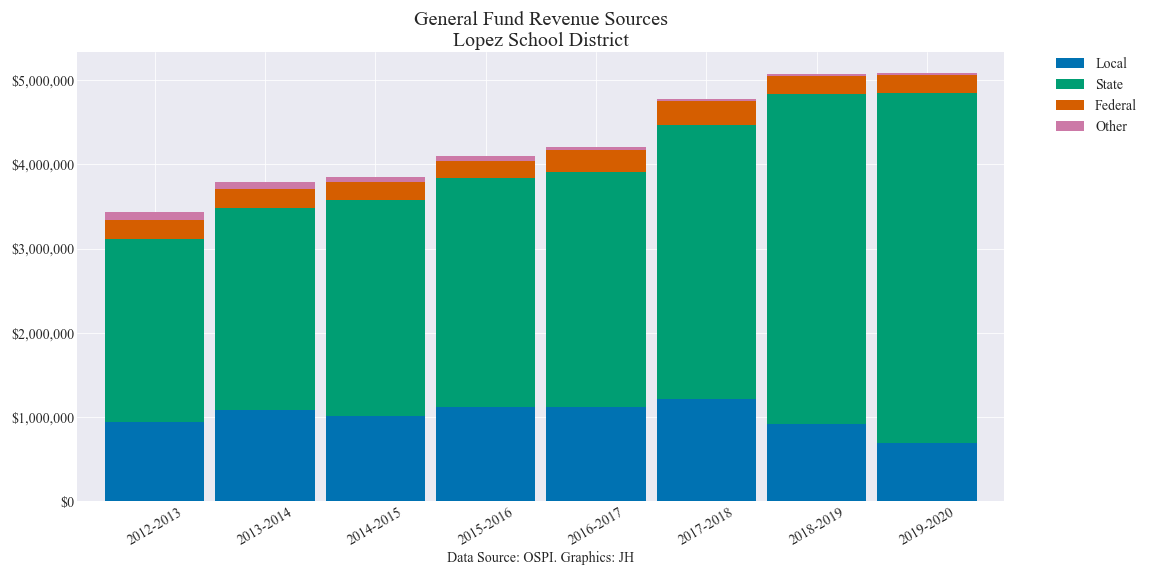 General Fund Revenue Sources
Lopez School District
Local
State
Federal
Other
$5,000,000
$4,000,000
$3,000,000
$2,000,000
$1,000,000
$0
2012-2013
2013-2014
2014-2015
2015-2016
2016-2017
2017-2018
2018-2019
2019-2020
Data Source: OSPI. Graphics: JH